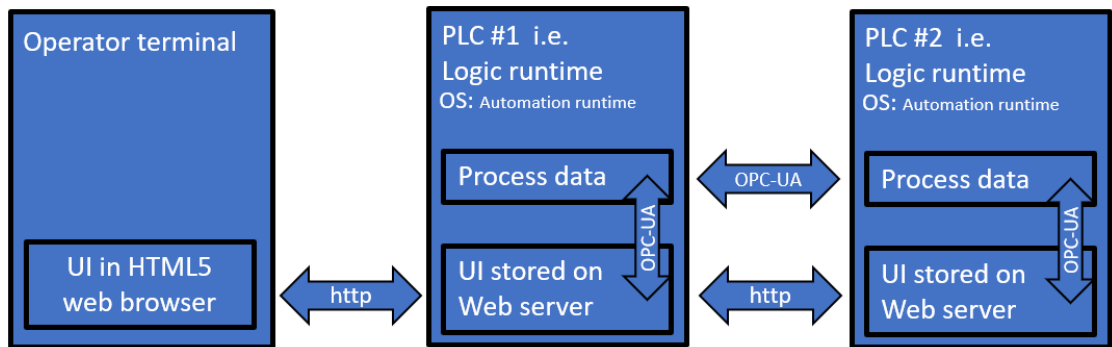 Operator terminal
UI in HTML5
web browser
http
PLC #1 i.e.
Logic runtime
OS: Automation runtime
Process data
OPC-UA
UI stored on
Web server
OPC-UA
http
PLC #2 i.e.
Logic runtime
OS: Automation runtime
Process data
OPC-UA
UI stored on
Web server